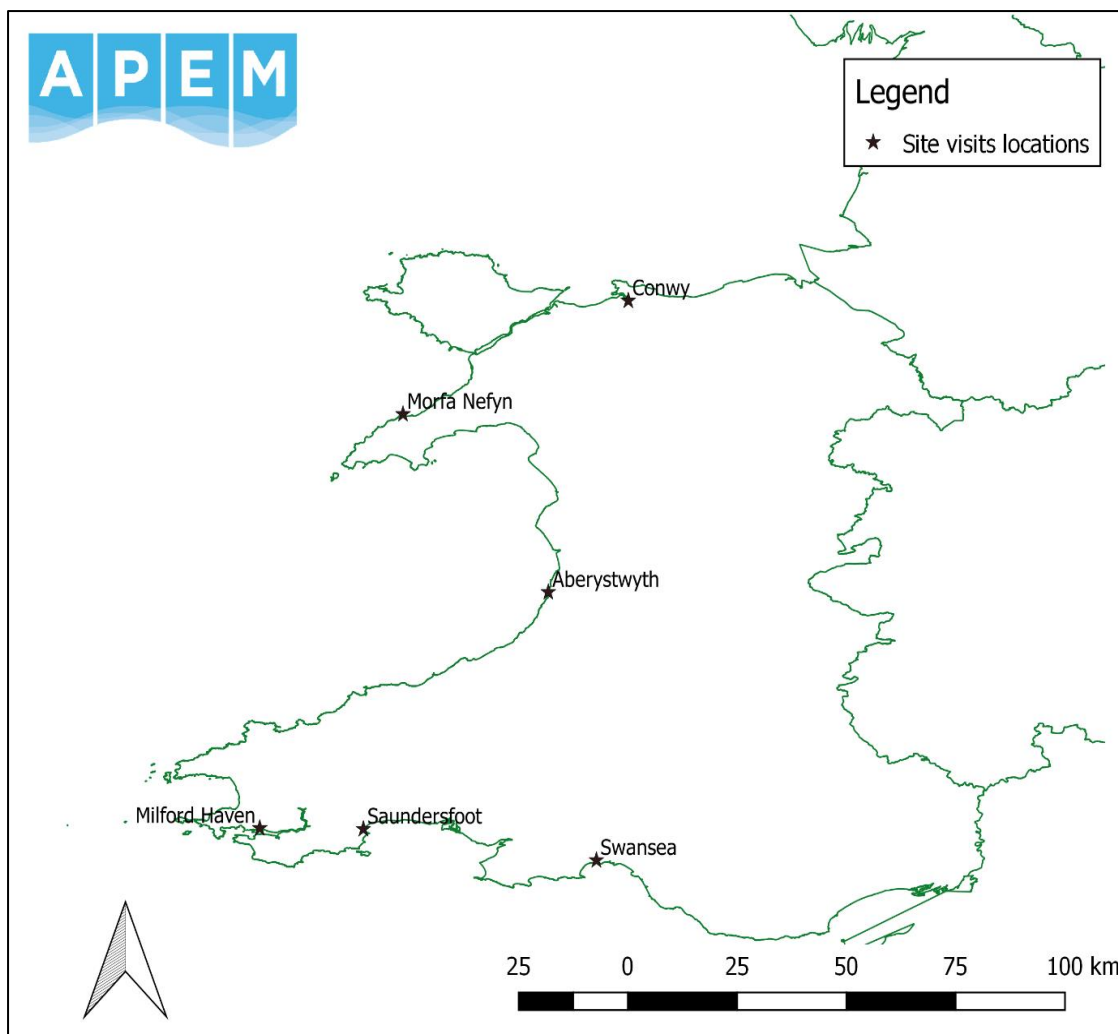 APEM
Legend
Site visits locations
Conwy
Morfa Nefyn
Aberystwyth
Milford Haven
Saundersfoot
Swansea
25 0 25 50 75 100 km